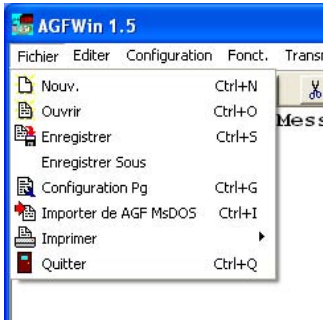 AGFWin 1.5
Fichier Editer Configuration Fonct.
Nouv. Ctrl+N
Ouvrir Ctrl+O
Enregistrer Ctrl+S
Enregistrer Sous
Configuration Pg Ctrl+G
Importer de AGF MsDOS Ctrl+I
Imprimer
Quitter Ctrl+Q